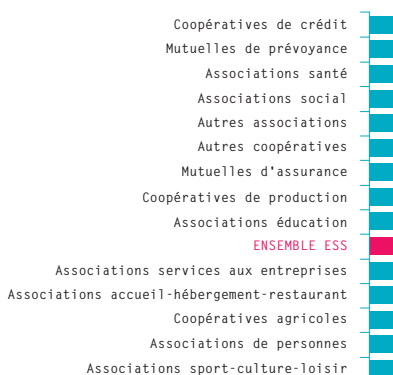 Coopératives de crédit
Mutuelles de prévoyance
Associations santé
Associations social
Autres associations
Autres coopératives
Mutuelles d'assurance
Coopératives de production
Associations éducation
ENSEMBLE ESS
Associations services aux entreprises
Associations accueil-hébergement-restaurant
Coopératives agricoles
Associations de personnes
Associations sport-culture-loisir